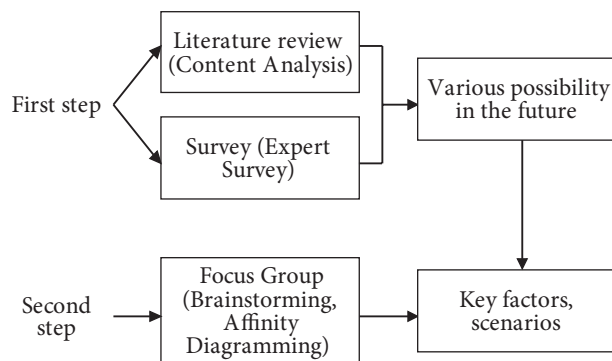 First step
Literature review
(Content Analysis)
Survey (Expert
Survey)
Various possibility
in the future
Second
step
Focus Group
(Brainstorming,
Affinity
Diagramming)
Key factors,
scenarios